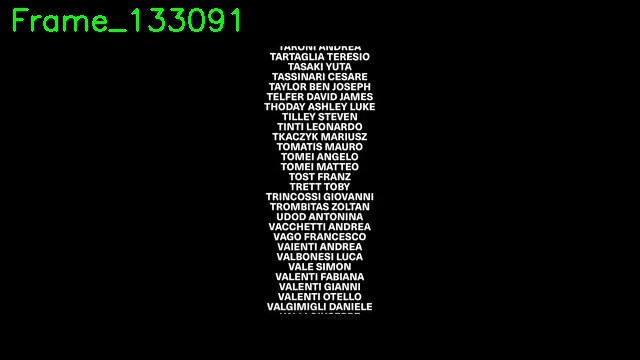 Frame_133091
TARONI ANDREA
TARTAGLIA TERESIO
TASAKI YUTA
TASSINARI CESARE
TAYLOR BEN JOSEPH
TELFER DAVID JAMES
THODAY ASHLEY LUKE
TILLEY STEVEN
TINTI LEONARDO
TKACZYK MARIUSZ
TOMATIS MAURO
TOMEI ANGELO
TOMEI MATTEO
TOST FRANZ
TRETT TOBY
TRINCOSSI GIOVANNI
TROMBITAS ZOLTAN
UDOD ANTONINA
VACCHETTI ANDREA
VAGO FRANCESCO
VAIENTI ANDREA
VALBONESI LUCA
VALE SIMON
VALENTI FABIANA
VALENTI GIANNI
VALENTI OTELLO
VALGIMIGLI DANIELE